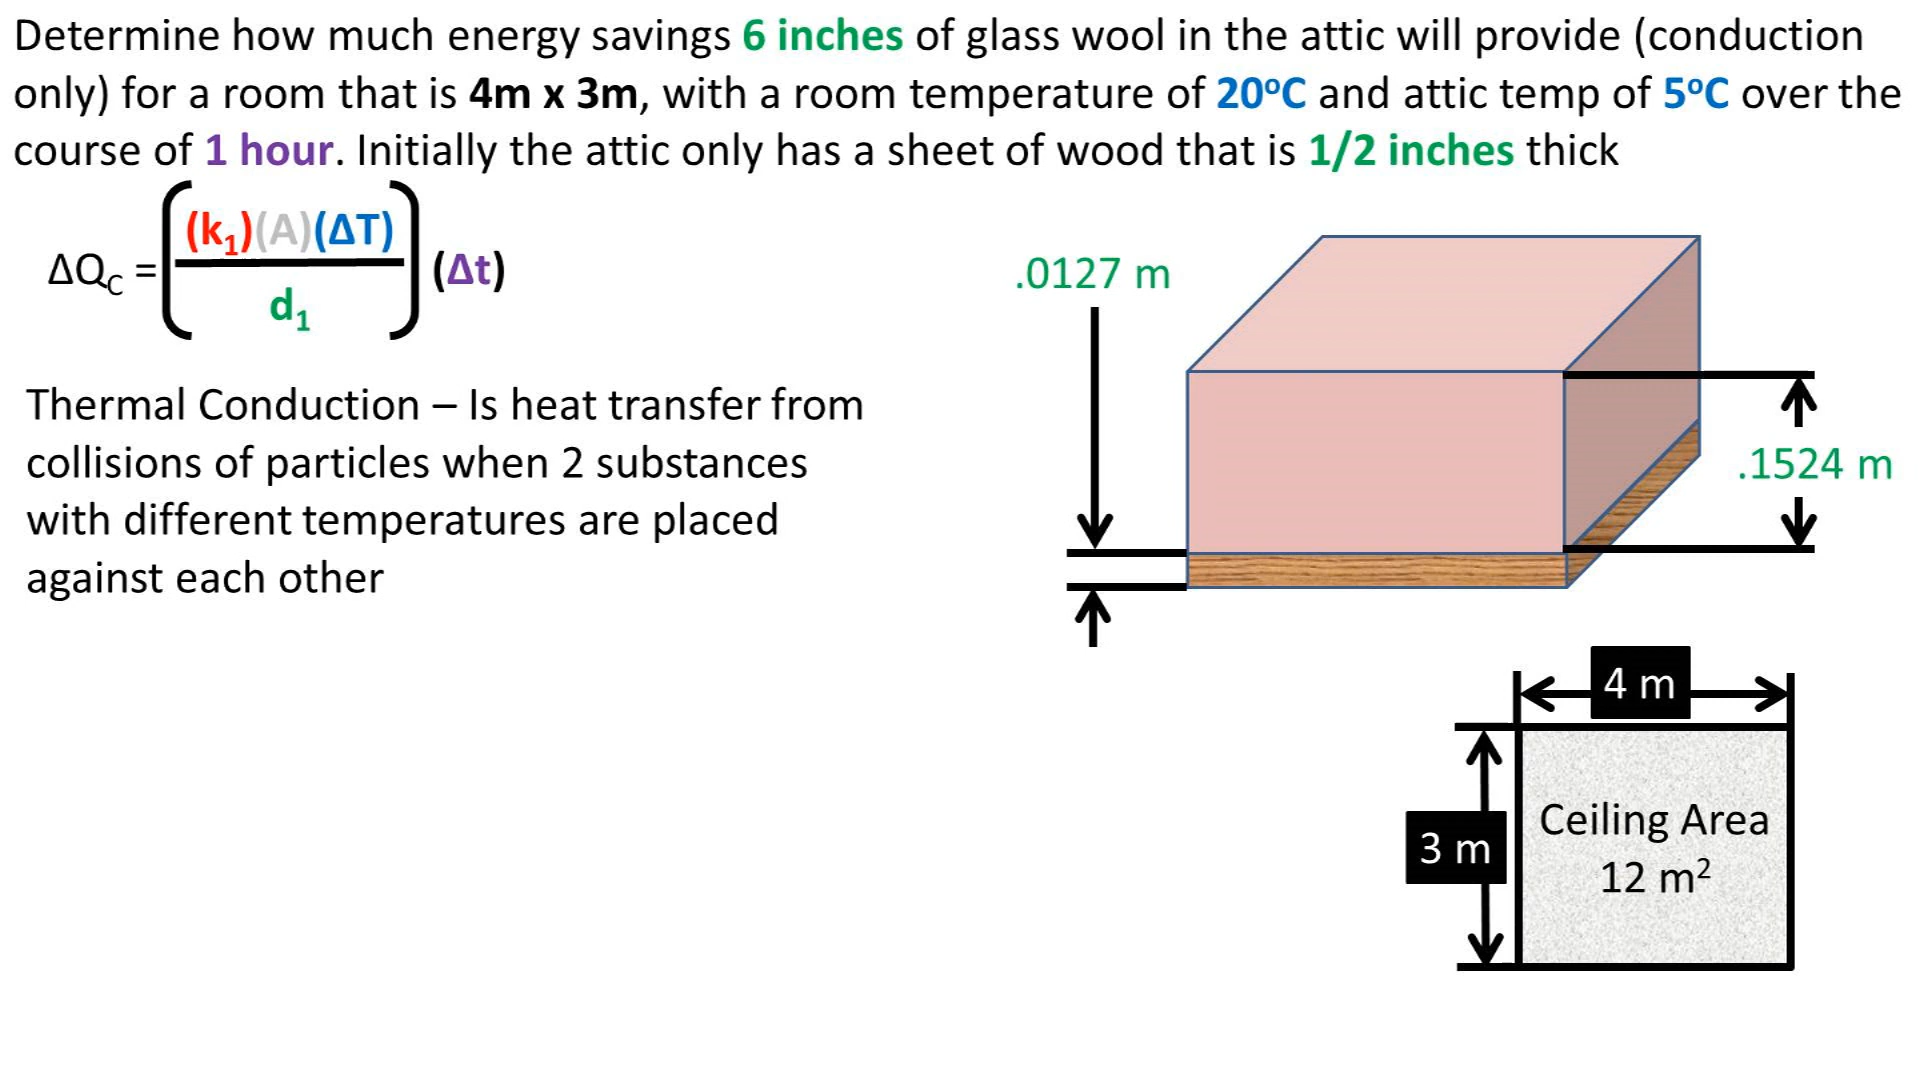 Determine how much energy savings 6 inches of glass wool in the attic will provide (conduction
only) for a room that is 4m x 3m, with a room temperature of 20°C and attic temp of 5°C over the
course of 1 hour. Initially the attic only has a sheet of wood that is 1/2 inches thick
ΔQ_C = ((k₁)(A)(ΔT) / d₁) (Δt)
Thermal Conduction – Is heat transfer from
collisions of particles when 2 substances
with different temperatures are placed
against each other
.0127 m
.1524 m
4 m
3 m
Ceiling Area
12 m²